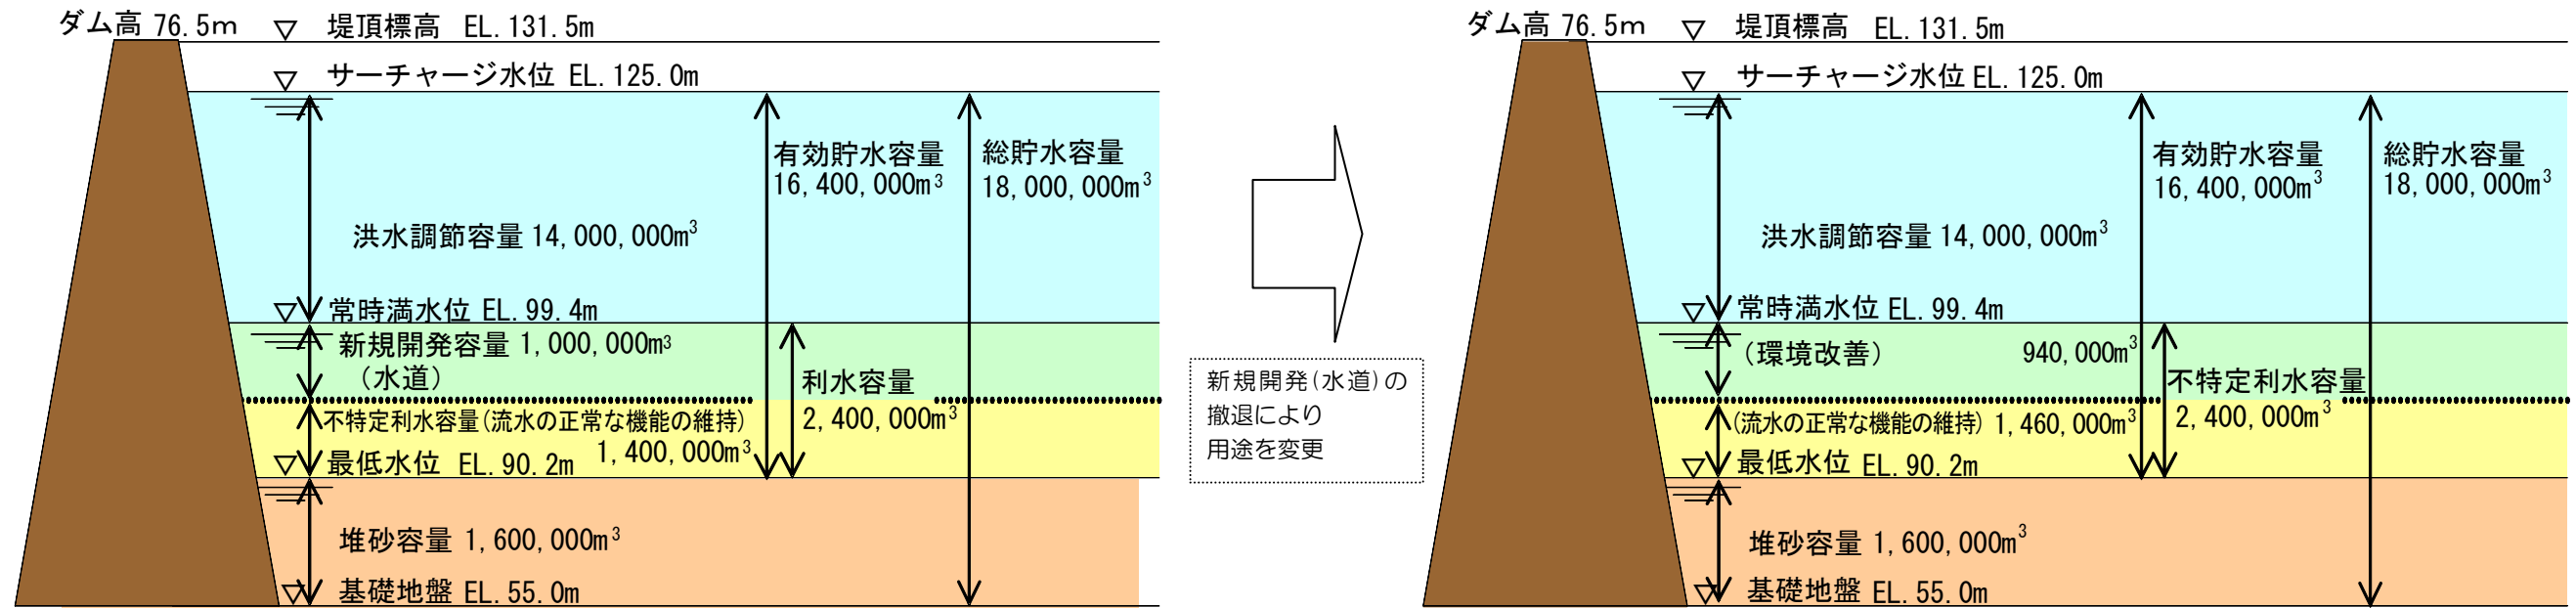 ダム高 76.5m
▽ 堤頂標高 EL.131.5m
▽ サーチャージ水位 EL.125.0m
有効貯水容量
16,400,000m³
総貯水容量
18,000,000m³
洪水調節容量 14,000,000m³
▽ 常時満水位 EL.99.4m
新規開発容量 1,000,000m³
(水道)
利水容量
2,400,000m³
不特定利水容量(流水の正常な機能の維持)
1,400,000m³
▽ 最低水位 EL.90.2m
堆砂容量 1,600,000m³
▽ 基礎地盤 EL.55.0m
新規開発(水道)の
撤退により
用途を変更
ダム高 76.5m
▽ 堤頂標高 EL.131.5m
▽ サーチャージ水位 EL.125.0m
有効貯水容量
16,400,000m³
総貯水容量
18,000,000m³
洪水調節容量 14,000,000m³
▽ 常時満水位 EL.99.4m
(環境改善) 940,000m³
不特定利水容量
2,400,000m³
(流水の正常な機能の維持) 1,460,000m³
▽ 最低水位 EL.90.2m
堆砂容量 1,600,000m³
▽ 基礎地盤 EL.55.0m